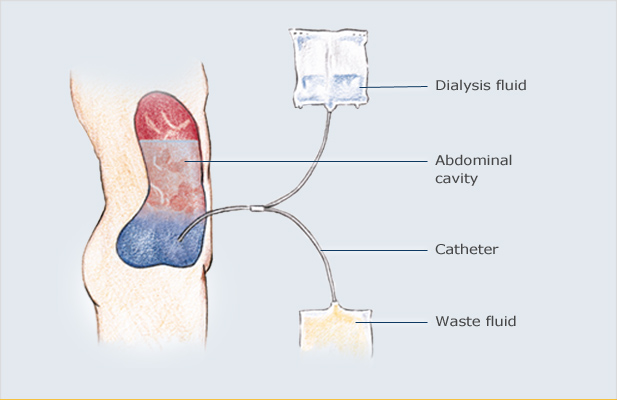 Dialysis fluid
Abdominal
cavity
Catheter
Waste fluid